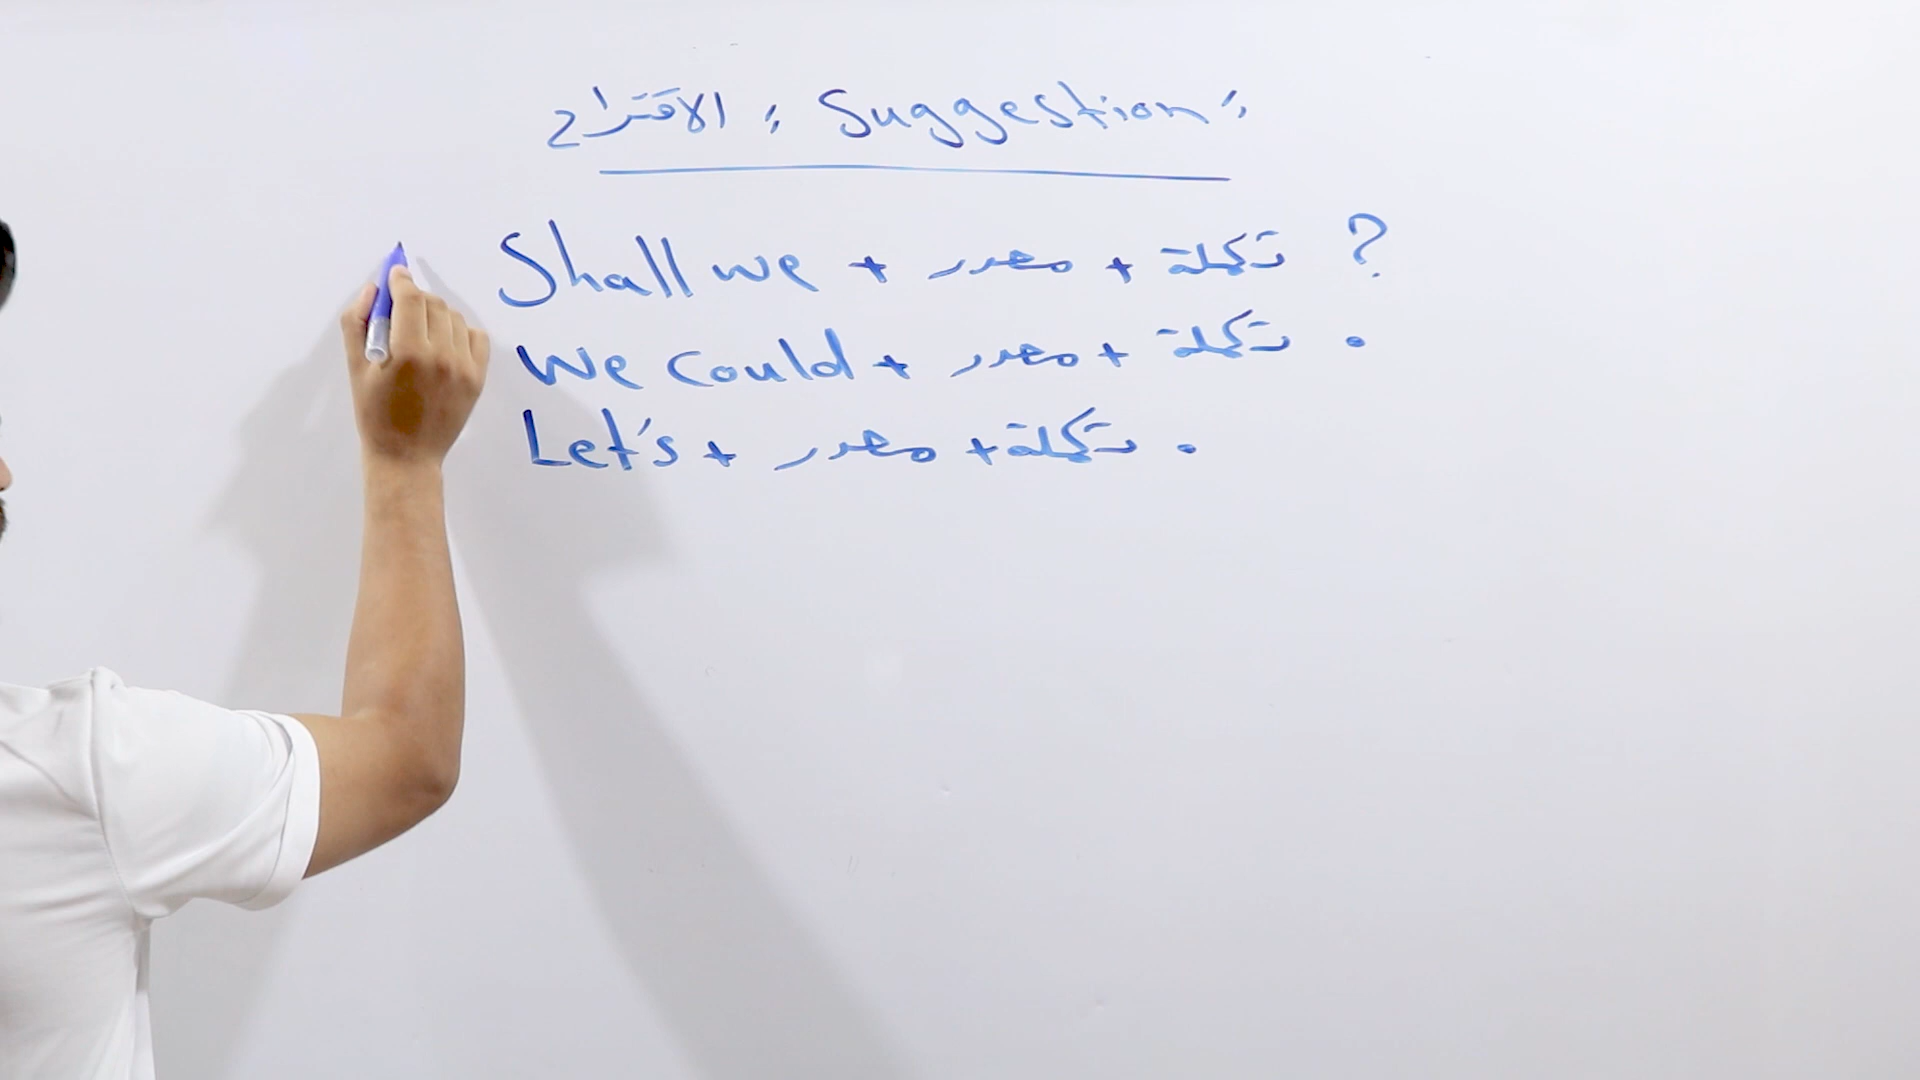 الاقتراح : Suggestion :
Shall we + مصدر + تكملة ?
We Could + مصدر + تكملة .
Let's + مصدر + تكملة .